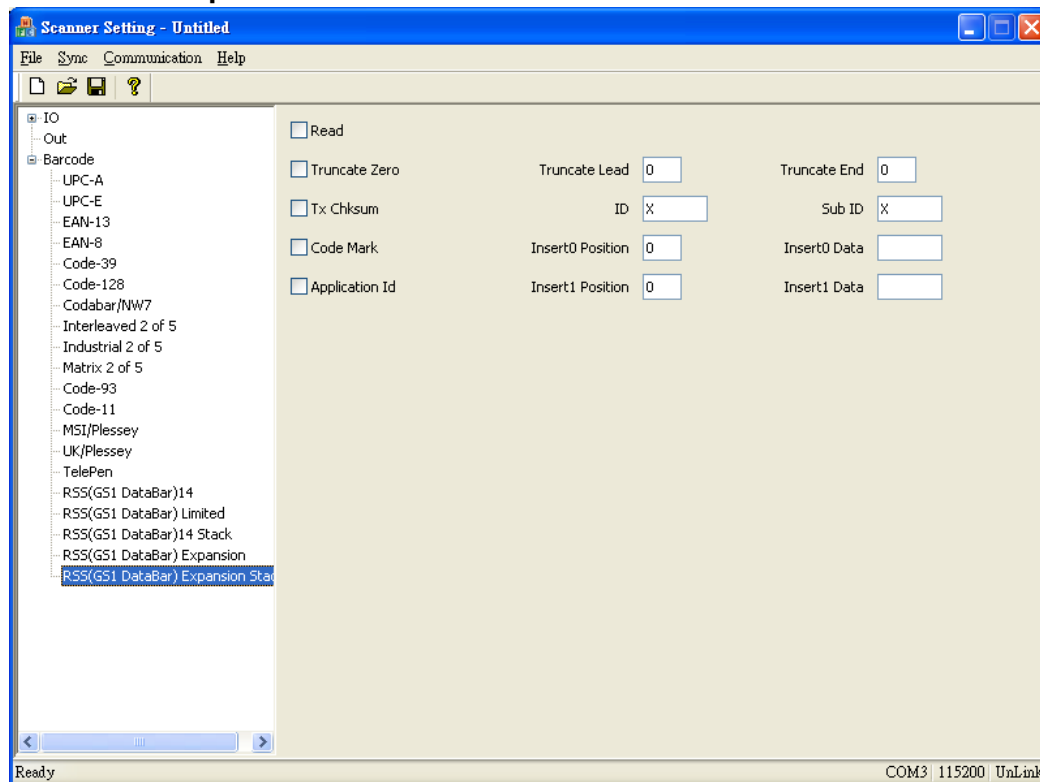 Scanner Setting - Untitled
File Sync Communication Help
IO
Out
Barcode
UPC-A
UPC-E
EAN-13
EAN-8
Code-39
Code-128
Codabar/NW7
Interleaved 2 of 5
Industrial 2 of 5
Matrix 2 of 5
Code-93
Code-11
MSI/Plessey
UK/Plessey
TelePen
RSS(GS1 DataBar)14
RSS(GS1 DataBar) Limited
RSS(GS1 DataBar)14 Stack
RSS(GS1 DataBar) Expansion
RSS(GS1 DataBar) Expansion Stac
Read
Truncate Zero Truncate Lead 0 Truncate End 0
Tx Chksum ID X Sub ID X
Code Mark Insert0 Position 0 Insert0 Data
Application Id Insert1 Position 0 Insert1 Data
Ready COM3 115200 UnLink